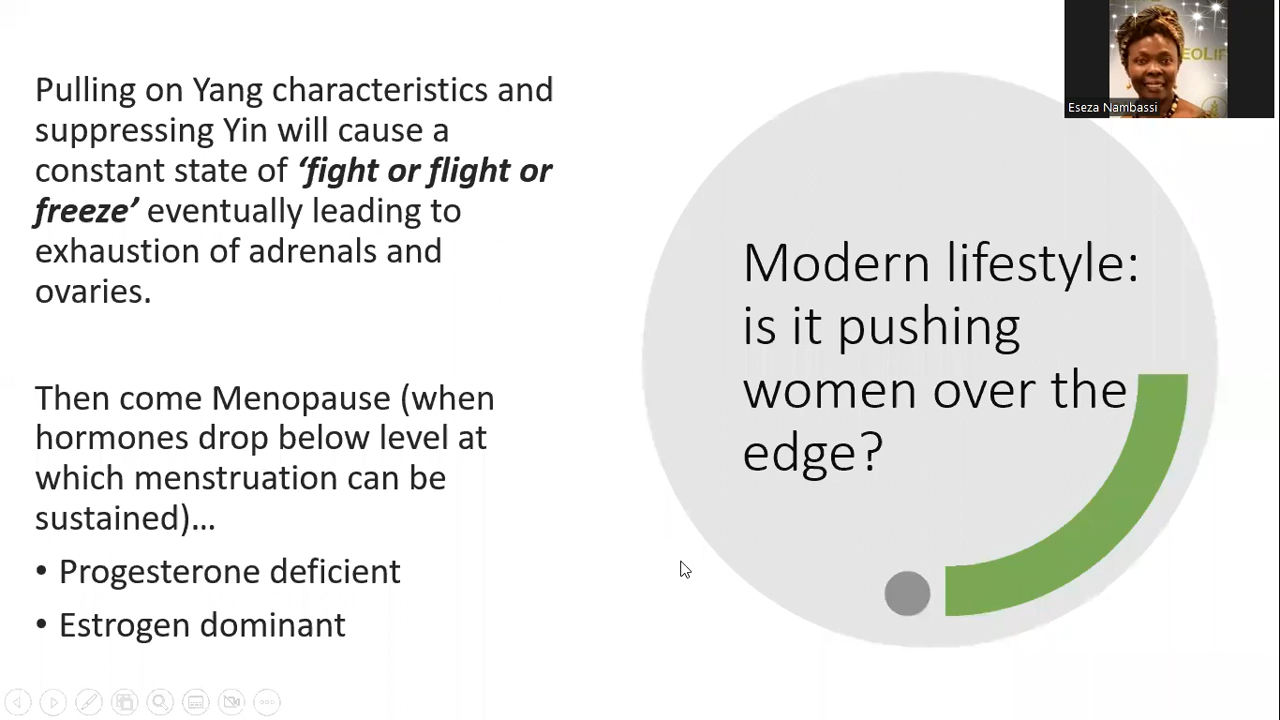 Pulling on Yang characteristics and
suppressing Yin will cause a
constant state of ‘fight or flight or
freeze’ eventually leading to
exhaustion of adrenals and
ovaries.
Then come Menopause (when
hormones drop below level at
which menstruation can be
sustained)...
• Progesterone deficient
• Estrogen dominant
Modern lifestyle:
is it pushing
women over the
edge?
EOLIF
Eseza Nambassi